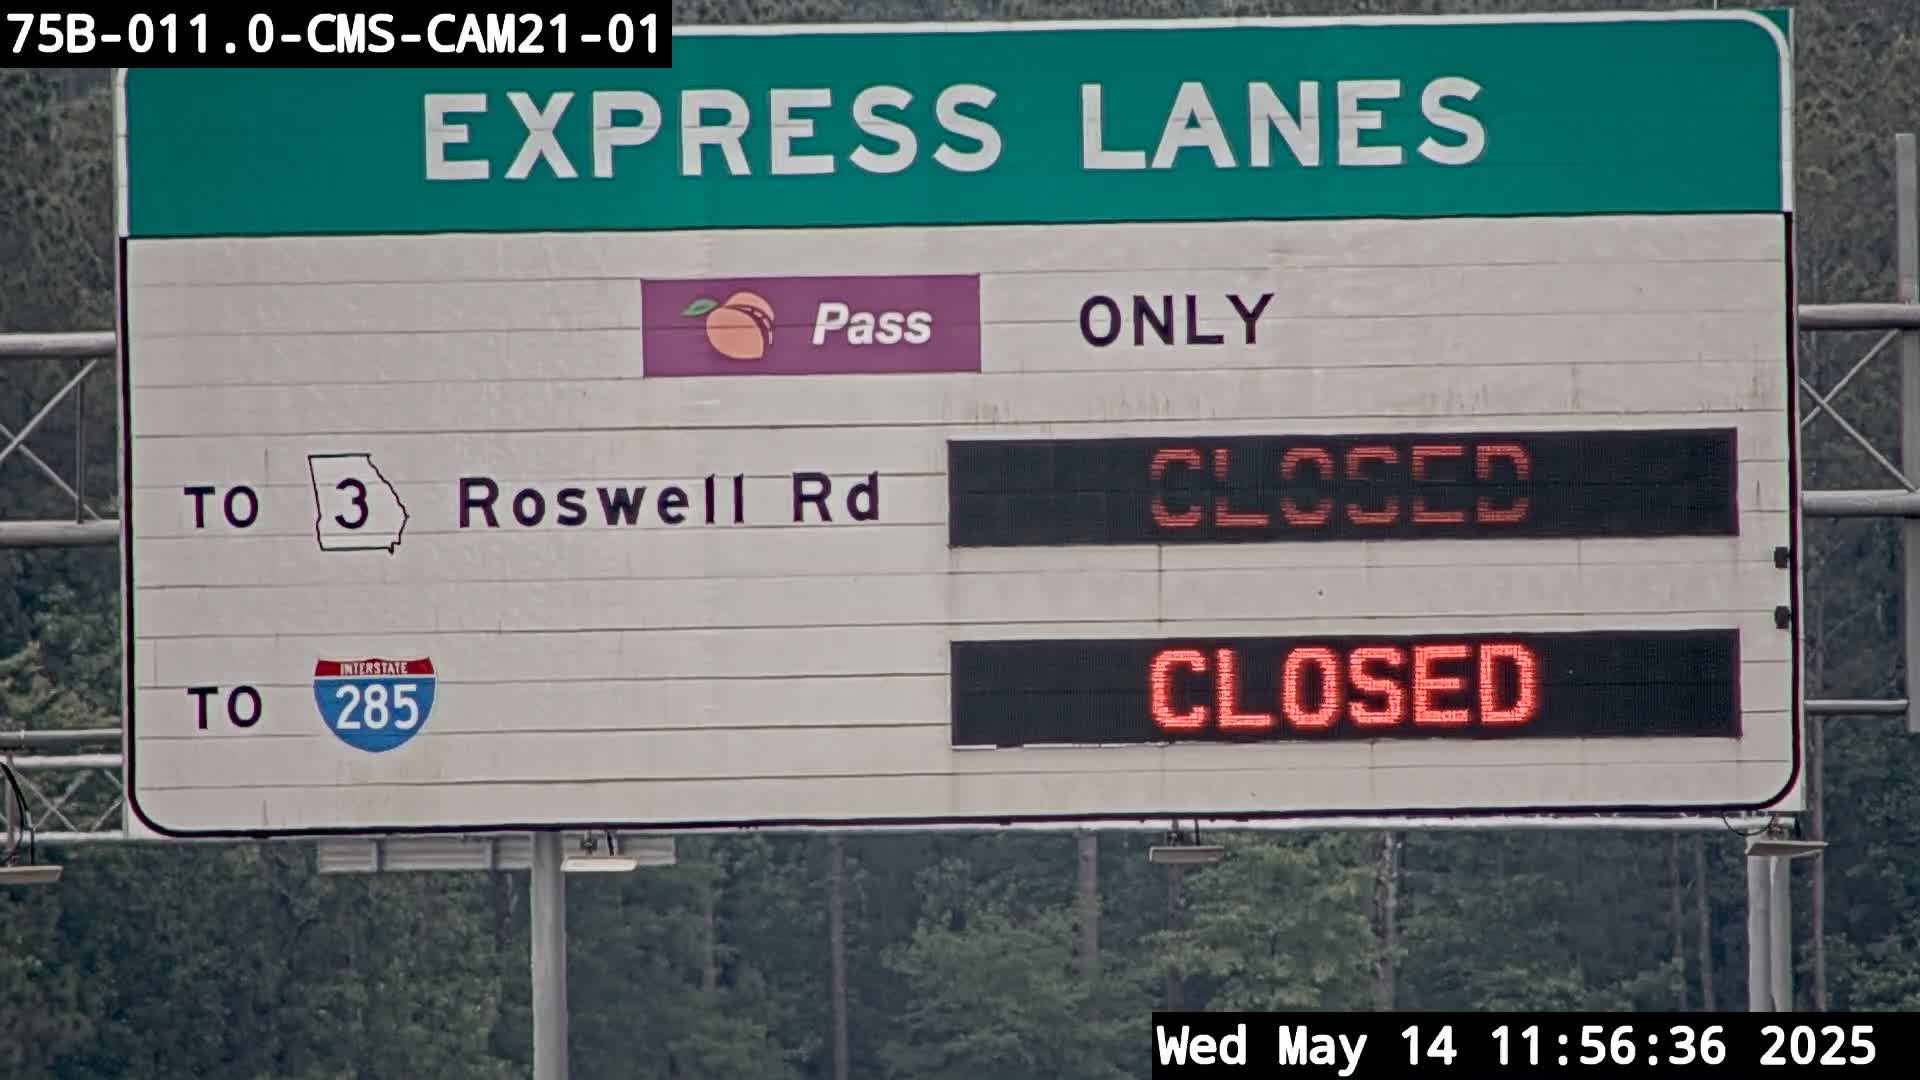 75B-011.0-CMS-CAM21-01
EXPRESS LANES
Pass ONLY
TO 3 Roswell Rd CLOSED
INTERSTATE
TO 285 CLOSED
Wed May 14 11:56:36 2025